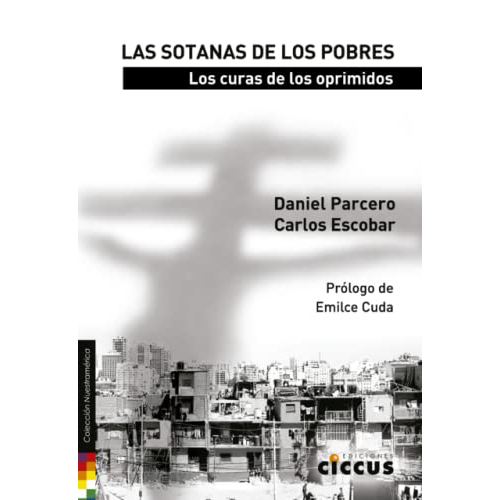 LAS SOTANAS DE LOS POBRES
Los curas de los oprimidos
Daniel Parcero
Carlos Escobar
Prólogo de
Emilce Cuda
Colección Nuestramérica
EDICIONES
CICCUS